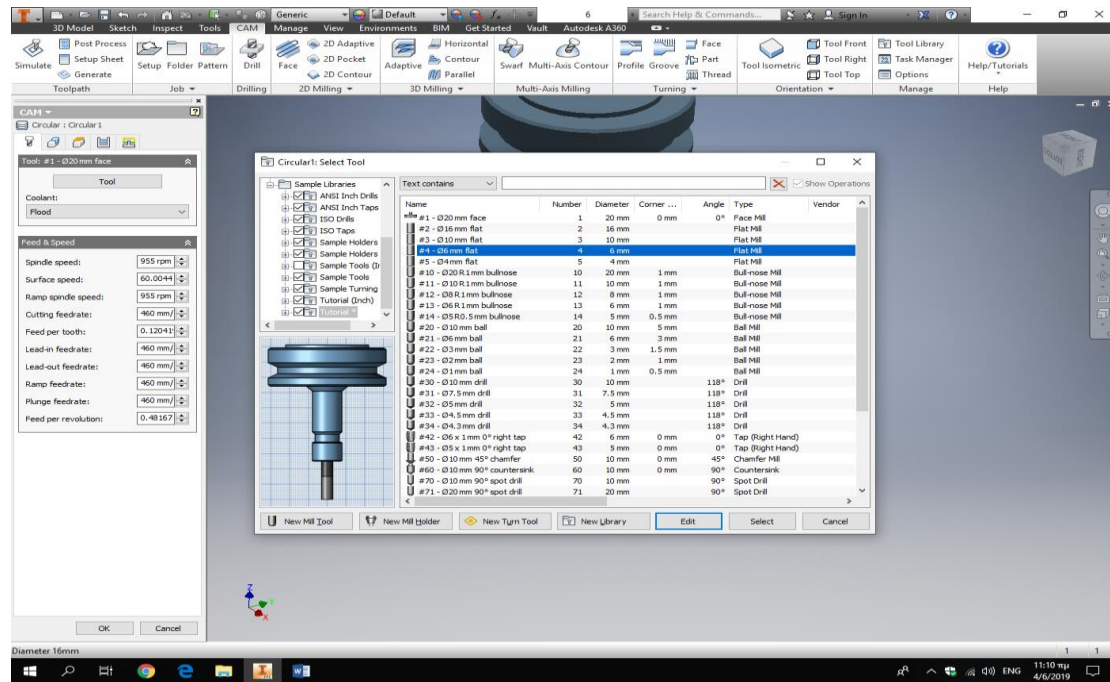 Generic
Default
6
Search Help & Commands...
Sign In
3D Model Sketch Inspect Tools CAM Manage View Environments BIM Get Started Vault Autodesk A360
Simulate
Post Process
Setup Sheet
Generate
Toolpath
Setup Folder Pattern
Job
Drill
Drilling
Face
2D Adaptive
2D Pocket
2D Contour
2D Milling
Adaptive
Horizontal
Contour
Parallel
3D Milling
Swarf Multi-Axis Contour
Multi-Axis Milling
Profile Groove
Face
Part
Thread
Turning
Tool Isometric
Tool Front
Tool Right
Tool Top
Orientation
Tool Library
Task Manager
Options
Manage
Help/Tutorials
Help
CAM
Circular : Circular1
Tool: #1 - Ø20 mm face
Tool
Coolant:
Flood
Feed & Speed
Spindle speed: 955 rpm
Surface speed: 60.0044
Ramp spindle speed: 955 rpm
Cutting feedrate: 460 mm/
Feed per tooth: 0.12041
Lead-in feedrate: 460 mm/
Lead-out feedrate: 460 mm/
Ramp feedrate: 460 mm/
Plunge feedrate: 460 mm/
Feed per revolution: 0.48167
OK Cancel
Circular1: Select Tool
Sample Libraries
ANSI Inch Drills
ANSI Inch Taps
ISO Drills
ISO Taps
Sample Holders
Sample Holders
Sample Tools (Ir
Sample Tools
Sample Turning
Tutorial (Inch)
Tutorial *
Text contains
Show Operations
Name Number Diameter Corner ... Angle Type Vendor
#1 - Ø20 mm face 1 20 mm 0 mm 0° Face Mill
#2 - Ø16 mm flat 2 16 mm Flat Mill
#3 - Ø10 mm flat 3 10 mm Flat Mill
#4 - Ø6 mm flat 4 6 mm Flat Mill
#5 - Ø4 mm flat 5 4 mm Flat Mill
#10 - Ø20 R1 mm bullnose 10 20 mm 1 mm Bull-nose Mill
#11 - Ø10 R1 mm bullnose 11 10 mm 1 mm Bull-nose Mill
#12 - Ø8 R1 mm bullnose 12 8 mm 1 mm Bull-nose Mill
#13 - Ø6 R1 mm bullnose 13 6 mm 1 mm Bull-nose Mill
#14 - Ø5 R0.5 mm bullnose 14 5 mm 0.5 mm Bull-nose Mill
#20 - Ø10 mm ball 20 10 mm 5 mm Ball Mill
#21 - Ø6 mm ball 21 6 mm 3 mm Ball Mill
#22 - Ø3 mm ball 22 3 mm 1.5 mm Ball Mill
#23 - Ø2 mm ball 23 2 mm 1 mm Ball Mill
#24 - Ø1 mm ball 24 1 mm 0.5 mm Ball Mill
#30 - Ø10 mm drill 30 10 mm 118° Drill
#31 - Ø7.5 mm drill 31 7.5 mm 118° Drill
#32 - Ø5 mm drill 32 5 mm 118° Drill
#33 - Ø4.5 mm drill 33 4.5 mm 118° Drill
#34 - Ø4.3 mm drill 34 4.3 mm 118° Drill
#42 - Ø6 x 1 mm 0° right tap 42 6 mm 0 mm 0° Tap (Right Hand)
#43 - Ø5 x 1 mm 0° right tap 43 5 mm 0 mm 0° Tap (Right Hand)
#50 - Ø10 mm 45° chamfer 50 10 mm 0 mm 45° Chamfer Mill
#60 - Ø10 mm 90° countersink 60 10 mm 0 mm 90° Countersink
#70 - Ø10 mm 90° spot drill 70 10 mm 90° Spot Drill
#71 - Ø20 mm 90° spot drill 71 20 mm 90° Spot Drill
New Mill Tool New Mill Holder New Turn Tool New Library Edit Select Cancel
RIGHT
Z
Y
X
Diameter 16mm
1 1
ENG
11:10 πμ
4/6/2019